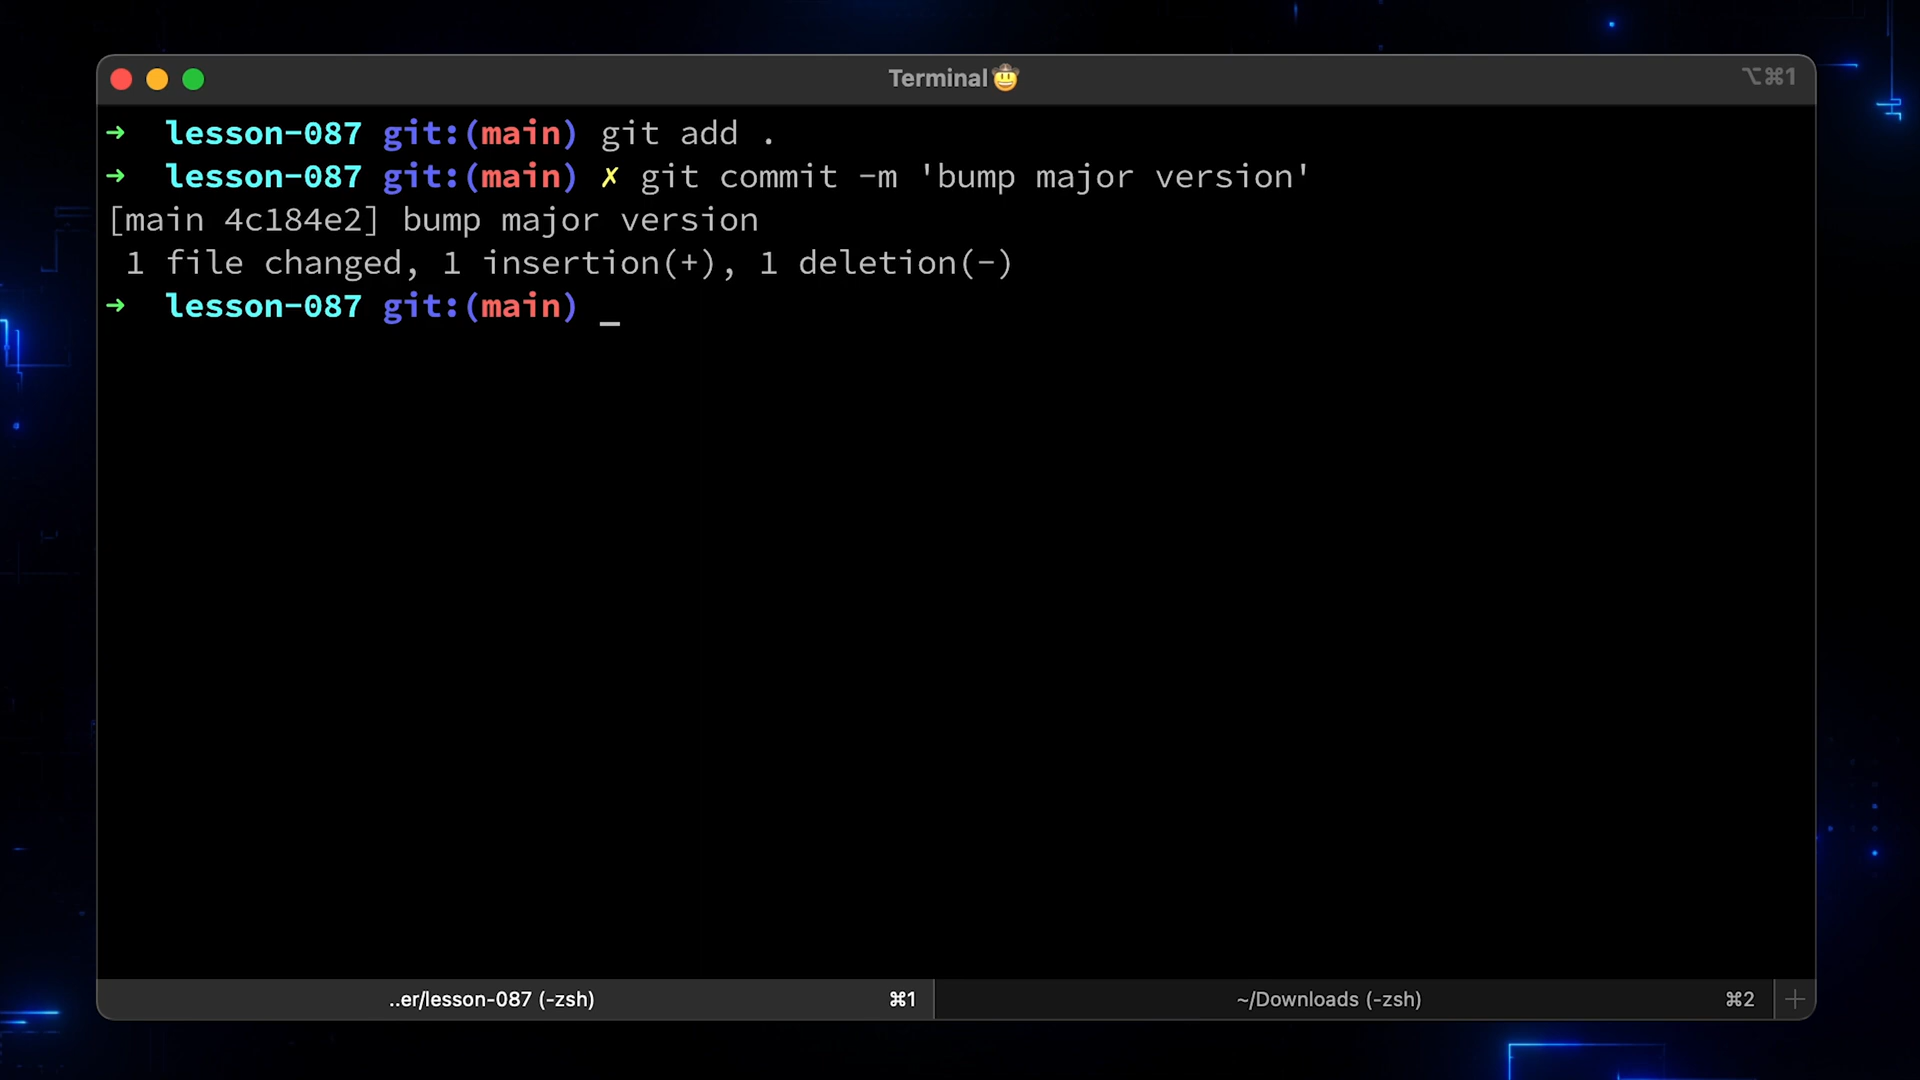 Terminal🤠 ⌥⌘1
➜ lesson-087 git:(main) git add .
➜ lesson-087 git:(main) ✗ git commit -m 'bump major version'
[main 4c184e2] bump major version
1 file changed, 1 insertion(+), 1 deletion(-)
➜ lesson-087 git:(main) _
..er/lesson-087 (-zsh) ⌘1 ~/Downloads (-zsh) ⌘2 +